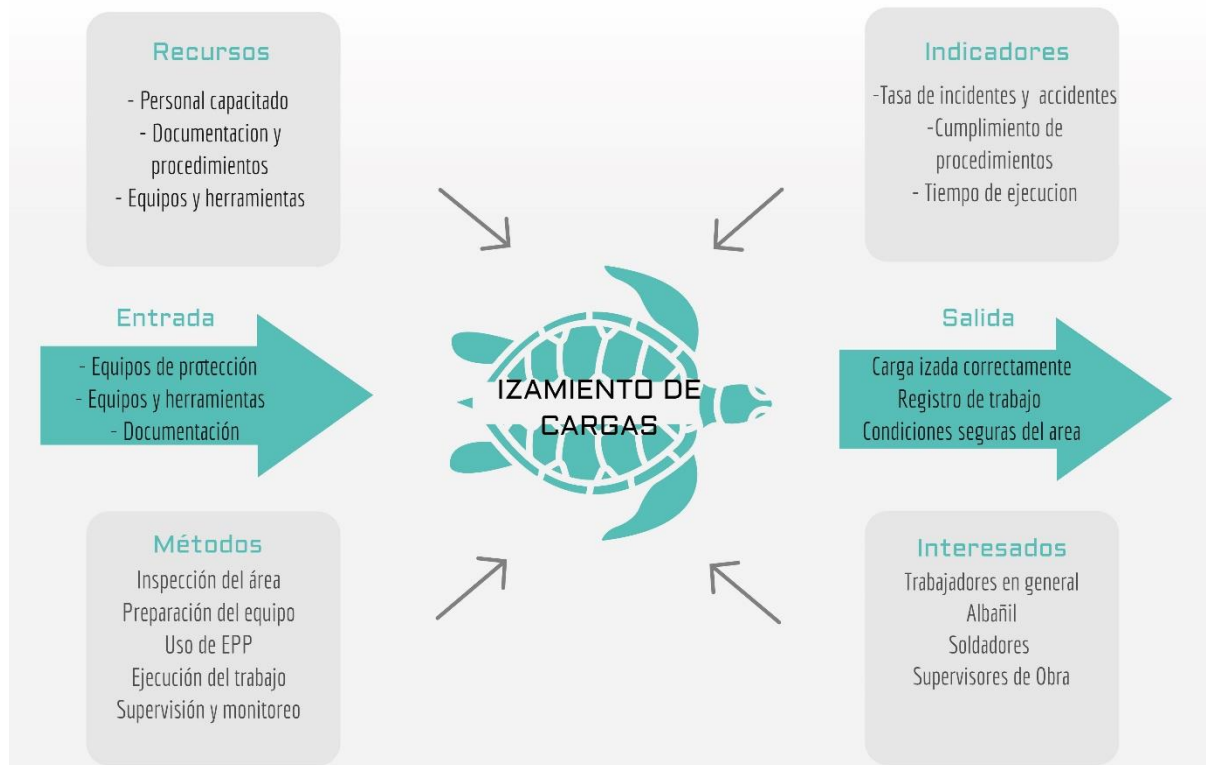 Recursos
- Personal capacitado
- Documentacion y
procedimientos
- Equipos y herramientas
Indicadores
-Tasa de incidentes y accidentes
-Cumplimiento de
procedimientos
- Tiempo de ejecucion
Entrada
- Equipos de protección
- Equipos y herramientas
- Documentación
IZAMIENTO DE
CARGAS
Salida
Carga izada correctamente
Registro de trabajo
Condiciones seguras del area
Métodos
Inspección del área
Preparación del equipo
Uso de EPP
Ejecución del trabajo
Supervisión y monitoreo
Interesados
Trabajadores en general
Albañil
Soldadores
Supervisores de Obra